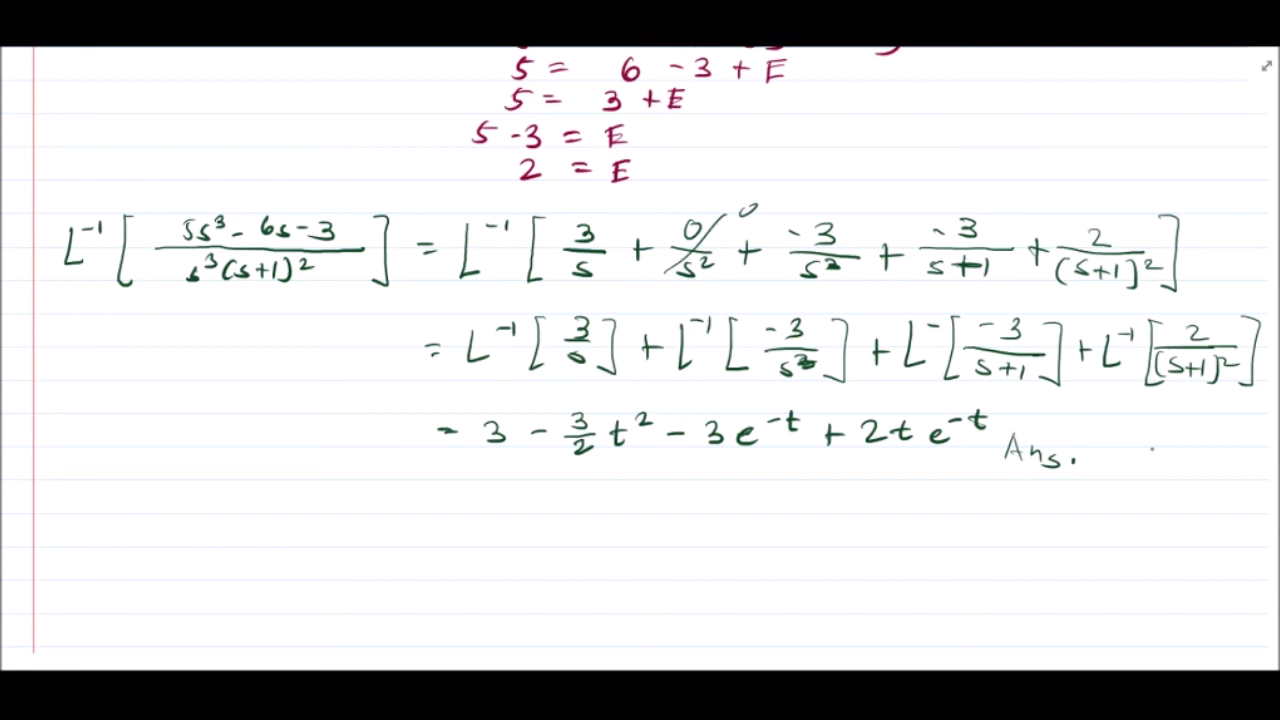 5 = 6 - 3 + E
5 = 3 + E
5 - 3 = E
2 = E
L⁻¹ [ (5s³ - 6s - 3) / (s³(s+1)²) ] = L⁻¹ [ 3/s + 0/s² 0 + -3/s³ + -3/(s+1) + 2/(s+1)² ]
= L⁻¹ [ 3/s ] + L⁻¹ [ -3/s³ ] + L⁻ [ -3/(s+1) ] + L⁻¹ [ 2/(s+1)² ]
= 3 - 3/2 t² - 3e⁻ᵗ + 2te⁻ᵗ Ans.